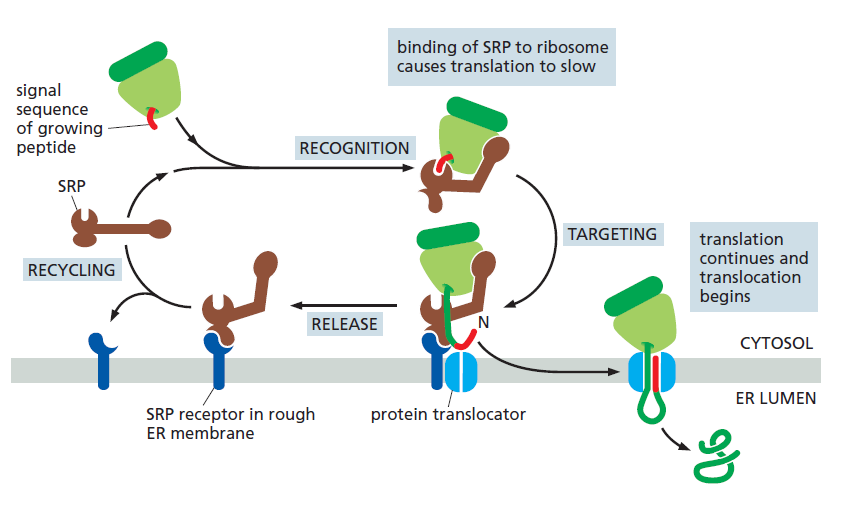 binding of SRP to ribosome
causes translation to slow
signal
sequence
of growing
peptide
RECOGNITION
SRP
TARGETING
translation
continues and
translocation
begins
RECYCLING
RELEASE
N
CYTOSOL
ER LUMEN
SRP receptor in rough
ER membrane
protein translocator